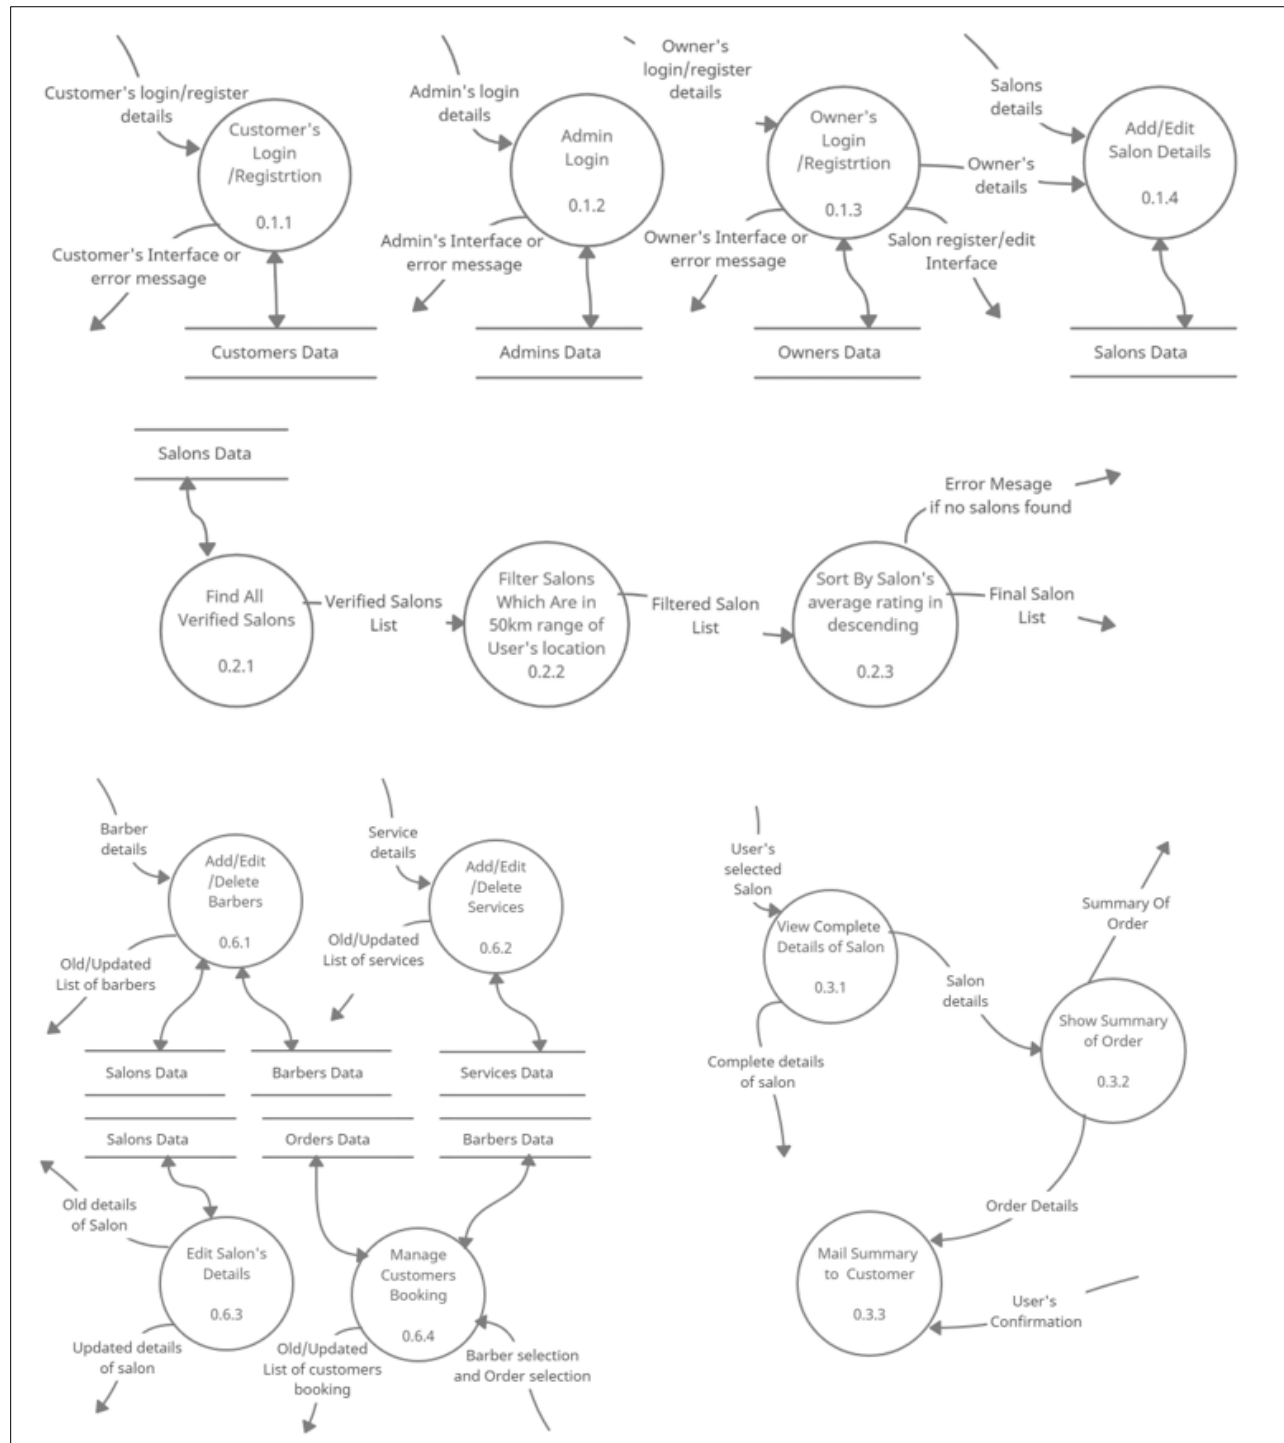 Customer's login/register
details
Customer's
Login
/Registrtion
0.1.1
Customer's Interface or
error message
Customers Data
Admin's login
details
Admin
Login
0.1.2
Admin's Interface or
error message
Admins Data
Owner's
login/register
details
Owner's
Login
/Registrtion
0.1.3
Owner's Interface or
error message
Owner's
details
Salon register/edit
Interface
Owners Data
Salons
details
Add/Edit
Salon Details
0.1.4
Salons Data
Salons Data
Find All
Verified Salons
0.2.1
Verified Salons
List
Filter Salons
Which Are in
50km range of
User's location
0.2.2
Filtered Salon
List
Sort By Salon's
average rating in
descending
0.2.3
Error Mesage
if no salons found
Final Salon
List
Barber
details
Add/Edit
/Delete
Barbers
0.6.1
Old/Updated
List of barbers
Service
details
Add/Edit
/Delete
Services
0.6.2
Old/Updated
List of services
Salons Data
Barbers Data
Services Data
Salons Data
Orders Data
Barbers Data
Old details
of Salon
Edit Salon's
Details
0.6.3
Updated details
of salon
Manage
Customers
Booking
0.6.4
Old/Updated
List of customers
booking
Barber selection
and Order selection
User's
selected
Salon
View Complete
Details of Salon
0.3.1
Complete details
of salon
Salon
details
Summary Of
Order
Show Summary
of Order
0.3.2
Order Details
Mail Summary
to Customer
0.3.3
User's
Confirmation